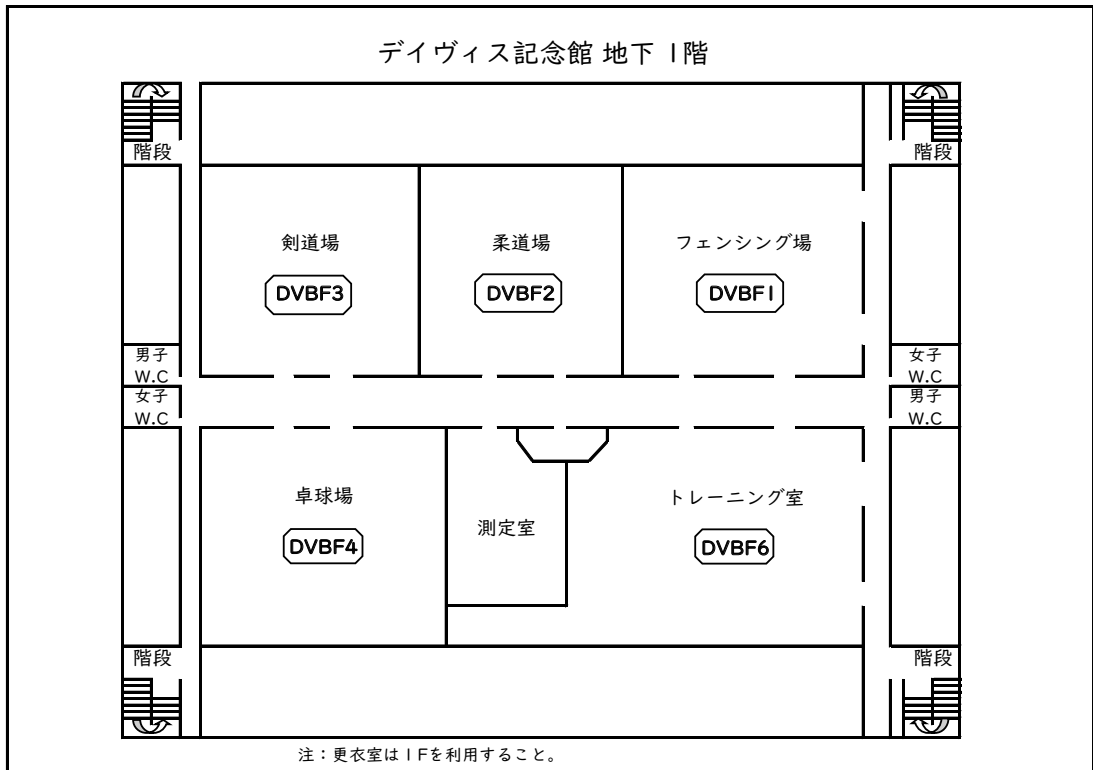 デイヴィス記念館 地下 1階
階段
階段
剣道場
柔道場
フェンシング場
DVBF3
DVBF2
DVBF1
男子
W.C
女子
W.C
女子
W.C
男子
W.C
卓球場
測定室
トレーニング室
DVBF4
DVBF6
階段
階段
注：更衣室は1Fを利用すること。